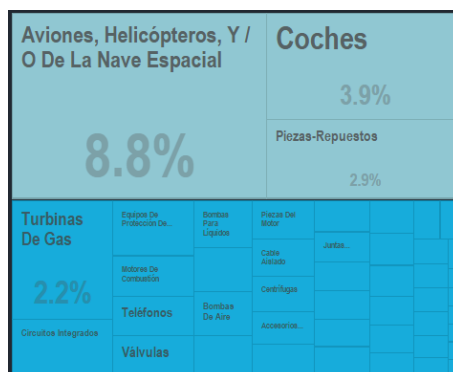 Aviones, Helicópteros, Y /
O De La Nave Espacial
8.8%
Coches
3.9%
Piezas-Repuestos
2.9%
Turbinas
De Gas
2.2%
Circuitos Integrados
Equipos De
Protección De...
Motores De
Combustión
Teléfonos
Válvulas
Bombas
Para
Líquidos
Bombas
De Aire
Piezas Del
Motor
Cable
Aislado
Centrífugas
Accesorios...
Juntas...